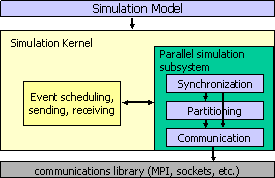 Simulation Model
Simulation Kernel
Parallel simulation
subsystem
Synchronization
Event scheduling,
sending, receiving
Partitioning
Communication
communications library (MPI, sockets, etc.)